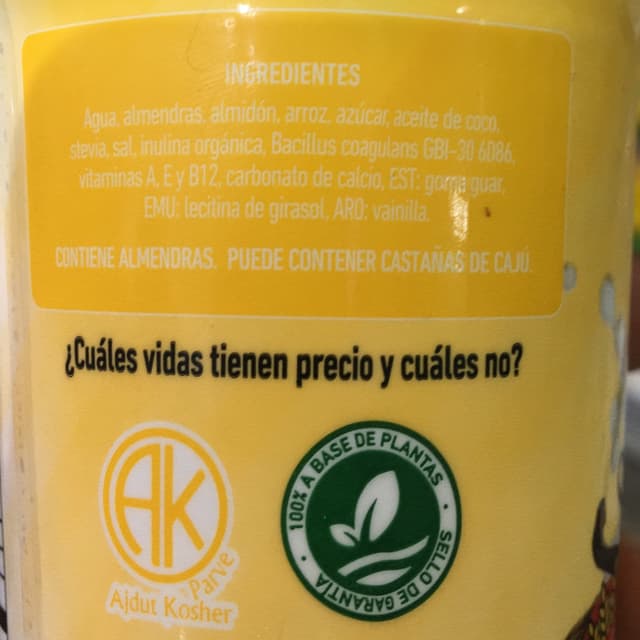 INGREDIENTES
Agua, almendras, almidón, arroz, azúcar, aceite de coco,
stevia, sal, inulina orgánica, Bacillus coagulans GBI-30 6086,
vitaminas A, E y B12, carbonato de calcio, EST: goma guar,
EMU: lecitina de girasol, ARO: vainilla.
CONTIENE ALMENDRAS. PUEDE CONTENER CASTAÑAS DE CAJÚ.
¿Cuáles vidas tienen precio y cuáles no?
AK
Parve
Ajdut Kosher
100% A BASE DE PLANTAS
SELLO DE GARANTÍA